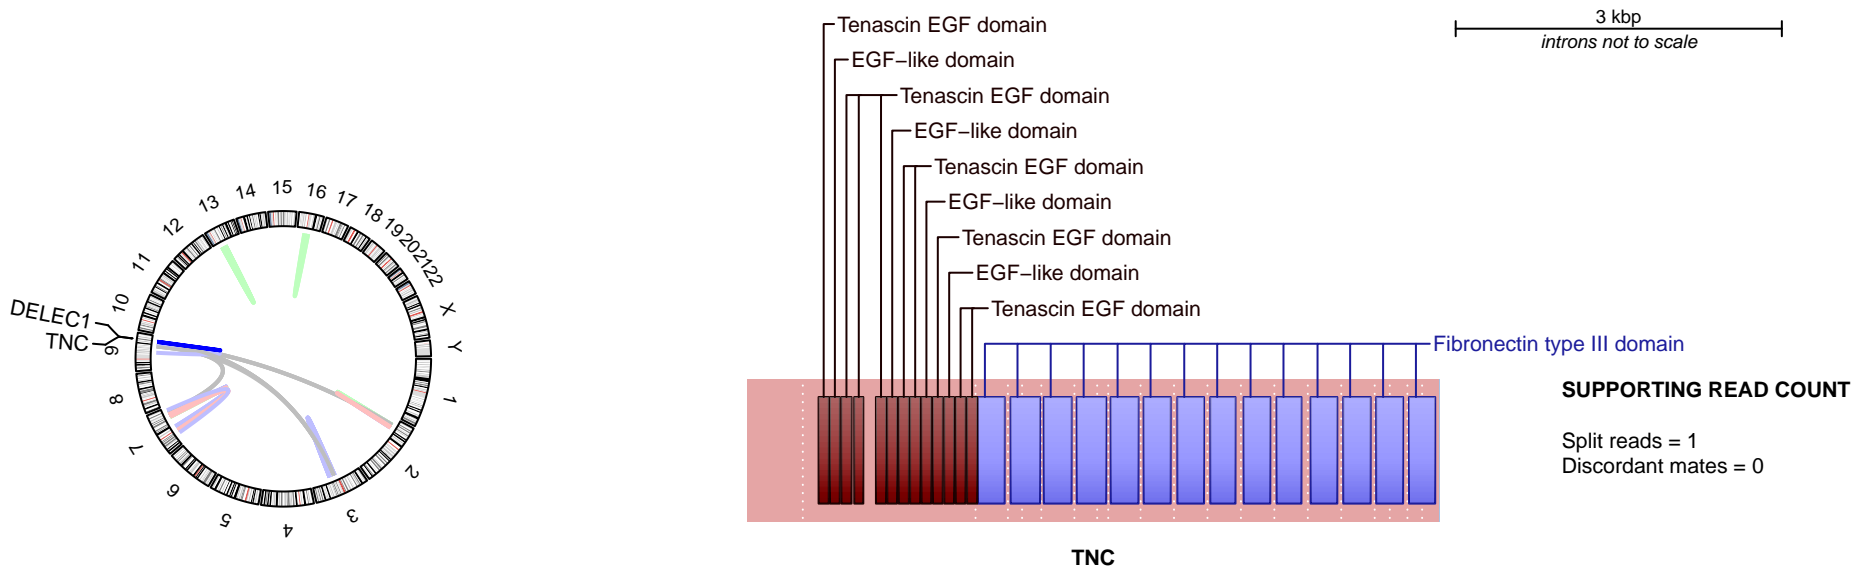 Tenascin EGF domain
EGF−like domain
Tenascin EGF domain
EGF−like domain
Tenascin EGF domain
EGF−like domain
Tenascin EGF domain
EGF−like domain
Tenascin EGF domain
Fibronectin type III domain
TNC
3 kbp
introns not to scale
SUPPORTING READ COUNT
Split reads = 1
Discordant mates = 0
DELEC1
TNC
1
2
3
4
5
6
7
8
9
10
11
12
13
14
15
16
17
18
19
20
21
22
X
Y